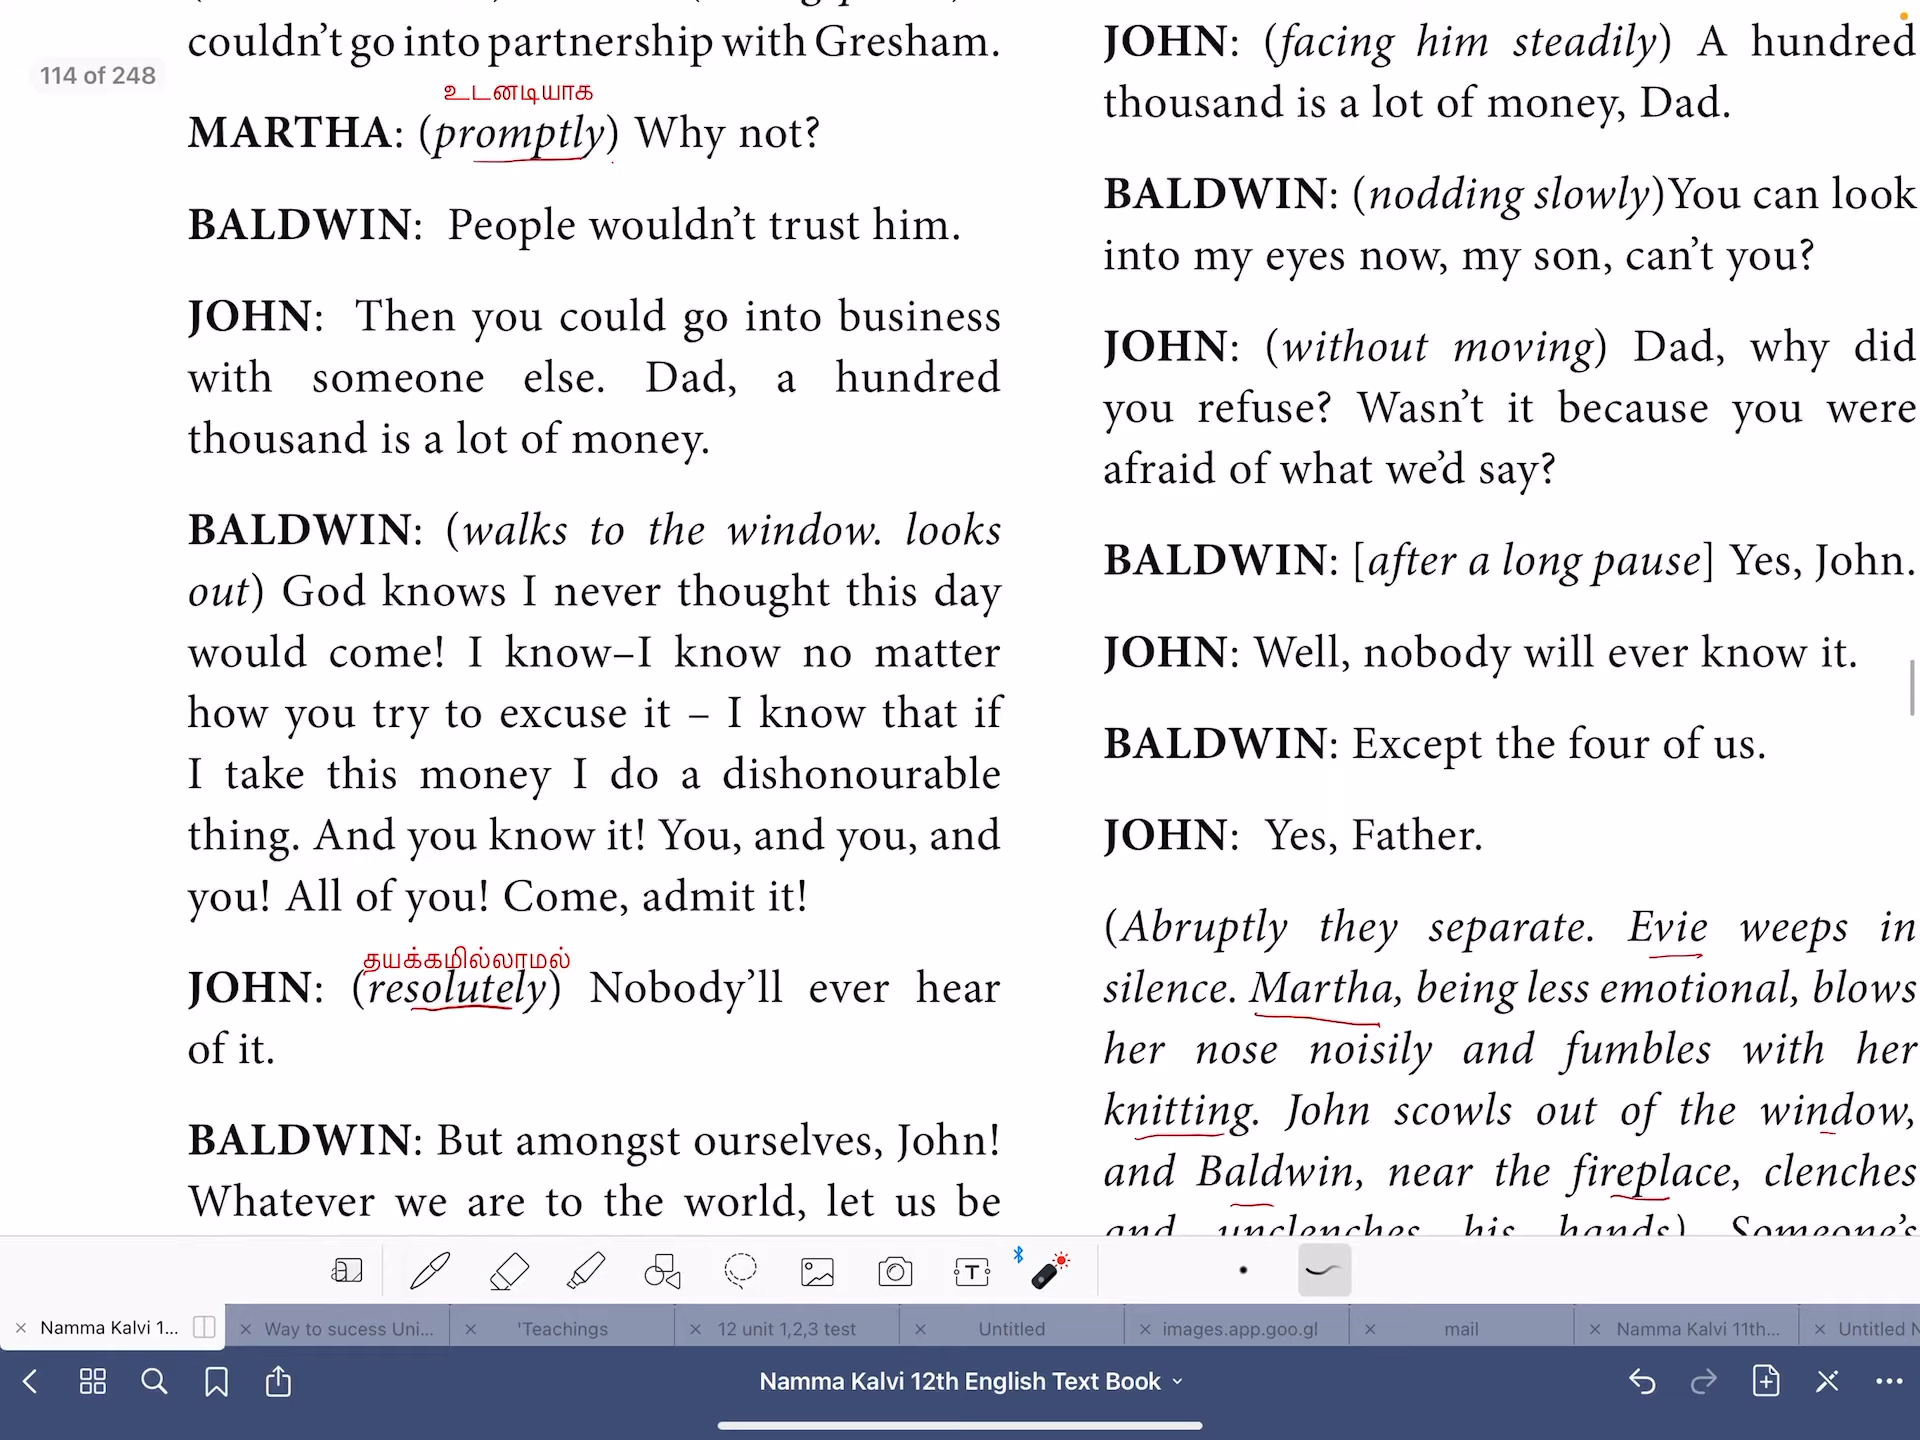 couldn't go into partnership with Gresham.
114 of 248
உடனடியாக
MARTHA: (promptly) Why not?
BALDWIN: People wouldn't trust him.
JOHN: Then you could go into business
with someone else. Dad, a hundred
thousand is a lot of money.
BALDWIN: (walks to the window. looks
out) God knows I never thought this day
would come! I know–I know no matter
how you try to excuse it – I know that if
I take this money I do a dishonourable
thing. And you know it! You, and you, and
you! All of you! Come, admit it!
தயக்கமில்லாமல்
JOHN: (resolutely) Nobody'll ever hear
of it.
BALDWIN: But amongst ourselves, John!
Whatever we are to the world, let us be
JOHN: (facing him steadily) A hundred
thousand is a lot of money, Dad.
BALDWIN: (nodding slowly)You can look
into my eyes now, my son, can't you?
JOHN: (without moving) Dad, why did
you refuse? Wasn't it because you were
afraid of what we'd say?
BALDWIN: [after a long pause] Yes, John.
JOHN: Well, nobody will ever know it.
BALDWIN: Except the four of us.
JOHN: Yes, Father.
(Abruptly they separate. Evie weeps in
silence. Martha, being less emotional, blows
her nose noisily and fumbles with her
knitting. John scowls out of the window,
and Baldwin, near the fireplace, clenches
and unclenches his hands) Someone's
Namma Kalvi 1...
Way to sucess Uni...
'Teachings
12 unit 1,2,3 test
Untitled
images.app.goo.gl
mail
Namma Kalvi 11th...
Untitled N
Namma Kalvi 12th English Text Book